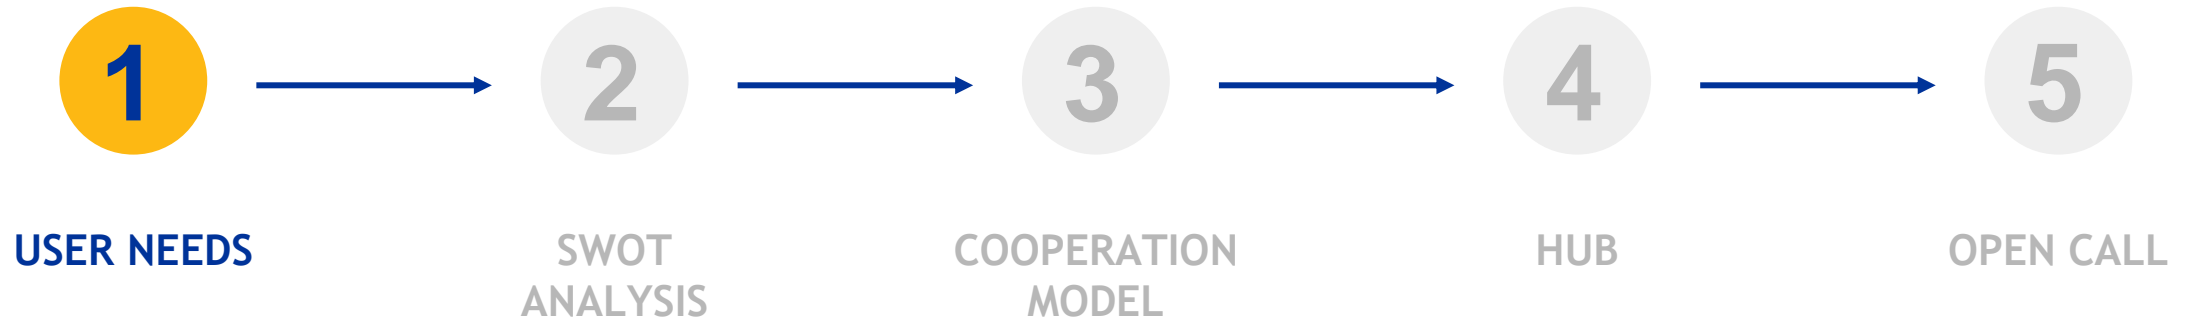 1
2
3
4
5
USER NEEDS
SWOT
ANALYSIS
COOPERATION
MODEL
HUB
OPEN CALL